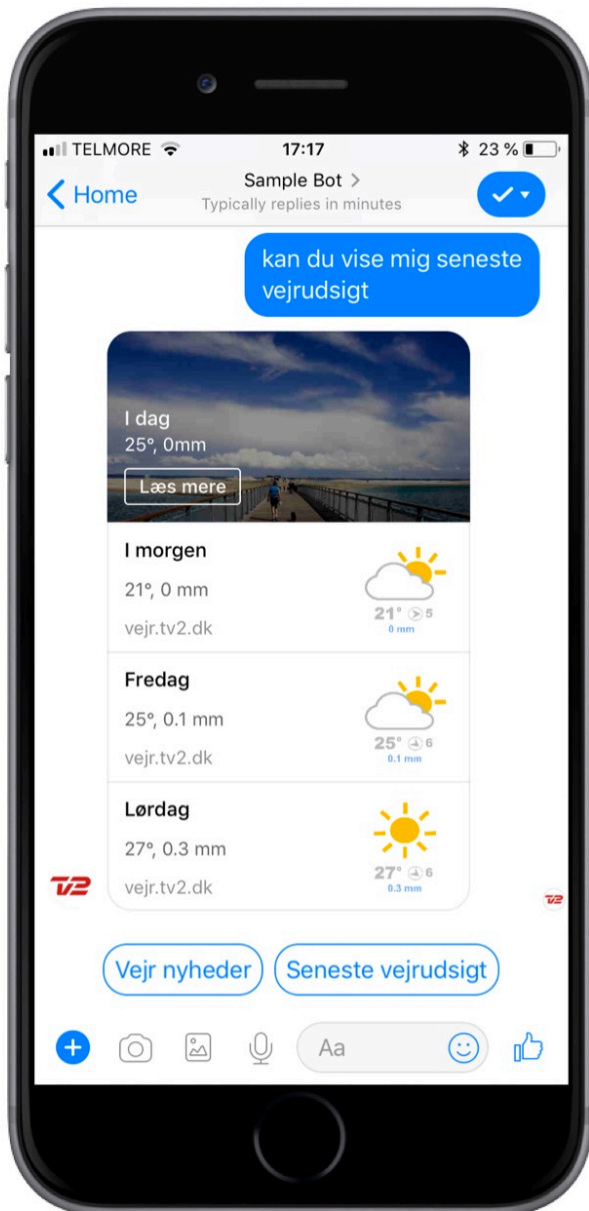 TELMORE 17:17 23 %
Home
Sample Bot >
Typically replies in minutes
kan du vise mig seneste
vejrudsigt
I dag
25°, 0mm
Læs mere
I morgen
21°, 0 mm
vejr.tv2.dk
21° 5
0 mm
Fredag
25°, 0.1 mm
vejr.tv2.dk
25° 6
0.1 mm
Lørdag
27°, 0.3 mm
vejr.tv2.dk
27° 6
0.3 mm
TV2
TV2
Vejr nyheder
Seneste vejrudsigt
Aa